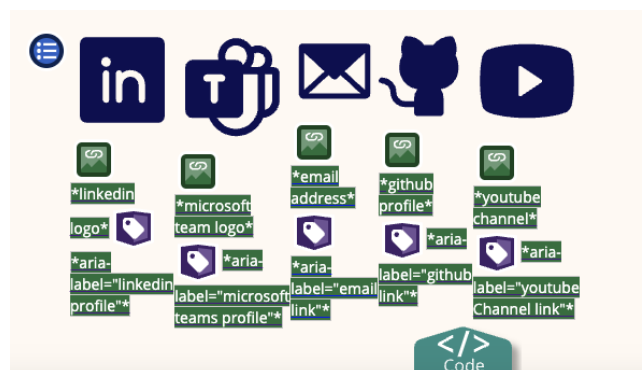 in
T
*linkedin
logo*
*aria-
label="linkedin
profile"*
*microsoft
team logo*
*aria-
label="microsoft
teams profile"*
*email
address*
*aria-
label="email
link"*
*github
profile*
*aria-
label="github
link"*
*youtube
channel*
*aria-
label="youtube
Channel link"*
</>
Code